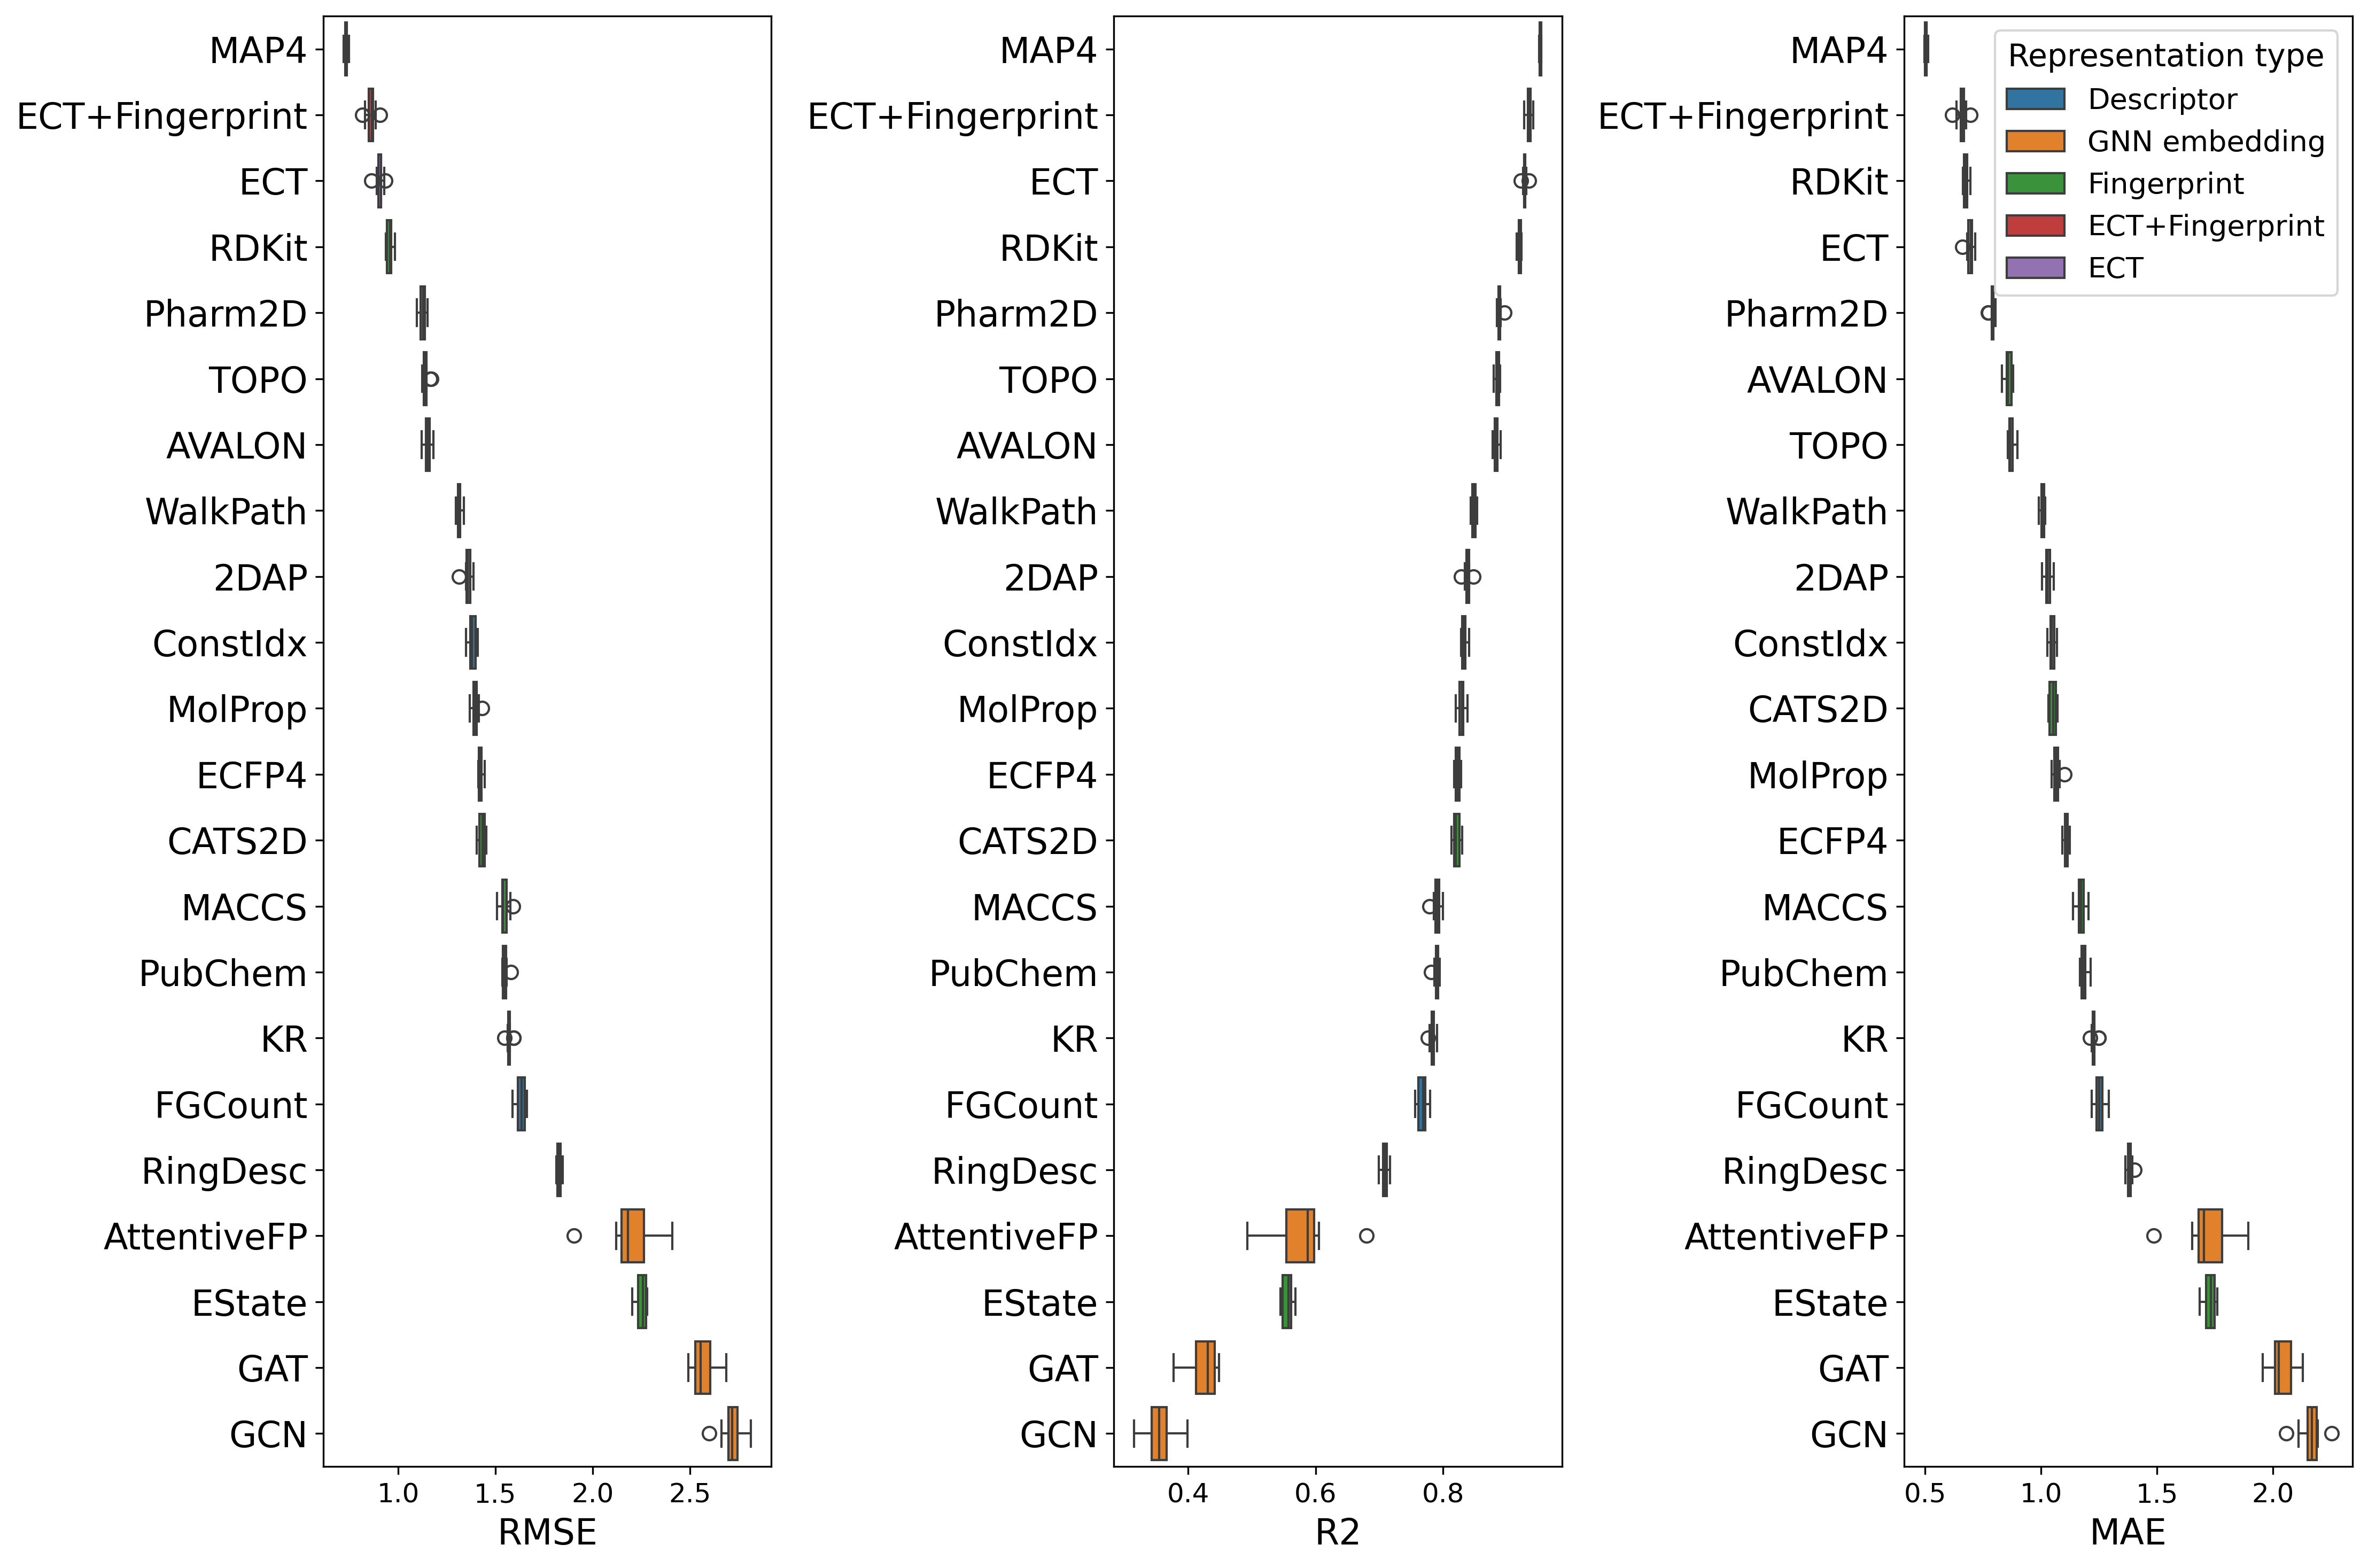 MAP4
ECT+Fingerprint
ECT
RDKit
Pharm2D
TOPO
AVALON
WalkPath
2DAP
ConstIdx
MolProp
ECFP4
CATS2D
MACCS
PubChem
KR
FGCount
RingDesc
AttentiveFP
EState
GAT
GCN
1.0 1.5 2.0 2.5
RMSE
MAP4
ECT+Fingerprint
ECT
RDKit
Pharm2D
TOPO
AVALON
WalkPath
2DAP
ConstIdx
MolProp
ECFP4
CATS2D
MACCS
PubChem
KR
FGCount
RingDesc
AttentiveFP
EState
GAT
GCN
0.4 0.6 0.8
R2
MAP4
ECT+Fingerprint
RDKit
ECT
Pharm2D
AVALON
TOPO
WalkPath
2DAP
ConstIdx
CATS2D
MolProp
ECFP4
MACCS
PubChem
KR
FGCount
RingDesc
AttentiveFP
EState
GAT
GCN
0.5 1.0 1.5 2.0
MAE
Representation type
Descriptor
GNN embedding
Fingerprint
ECT+Fingerprint
ECT